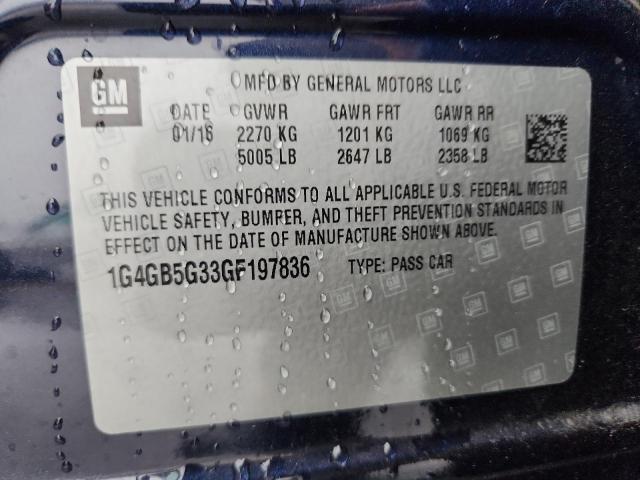 GM
MFD BY GENERAL MOTORS LLC
DATE GVWR GAWR FRT GAWR RR
01/16 2270 KG 1201 KG 1069 KG
5005 LB 2647 LB 2358 LB
THIS VEHICLE CONFORMS TO ALL APPLICABLE U.S. FEDERAL MOTOR
VEHICLE SAFETY, BUMPER, AND THEFT PREVENTION STANDARDS IN
EFFECT ON THE DATE OF MANUFACTURE SHOWN ABOVE.
1G4GB5G33GF197836 TYPE: PASS CAR